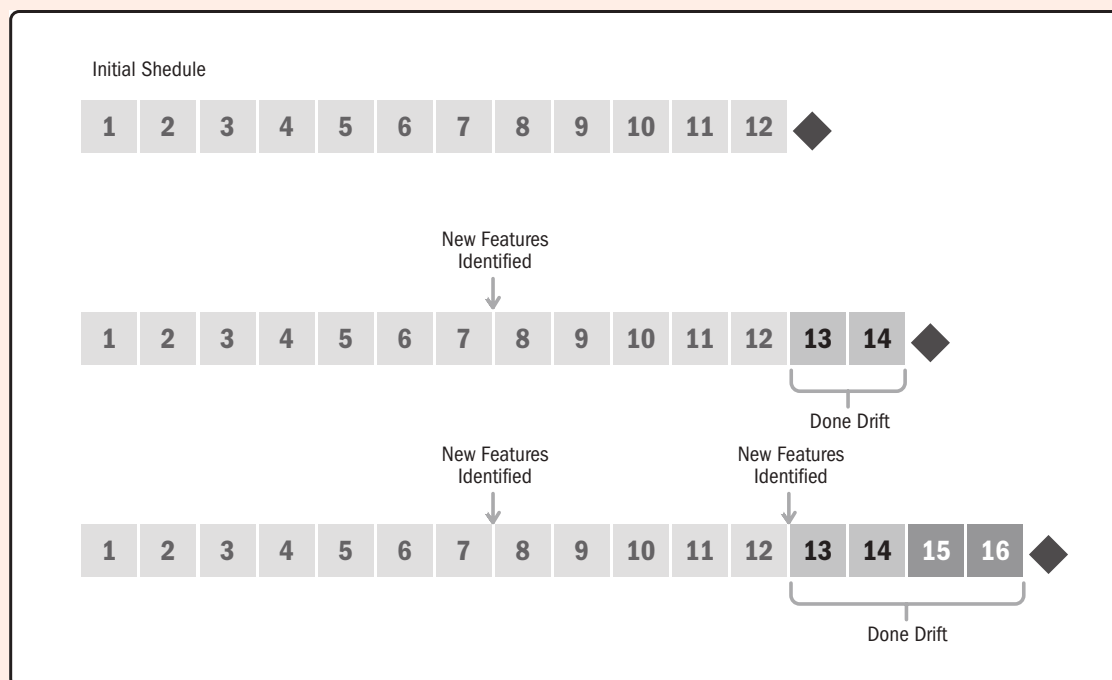 Initial Shedule
1 2 3 4 5 6 7 8 9 10 11 12
New Features
Identified
1 2 3 4 5 6 7 8 9 10 11 12 13 14
Done Drift
New Features
Identified
New Features
Identified
1 2 3 4 5 6 7 8 9 10 11 12 13 14 15 16
Done Drift